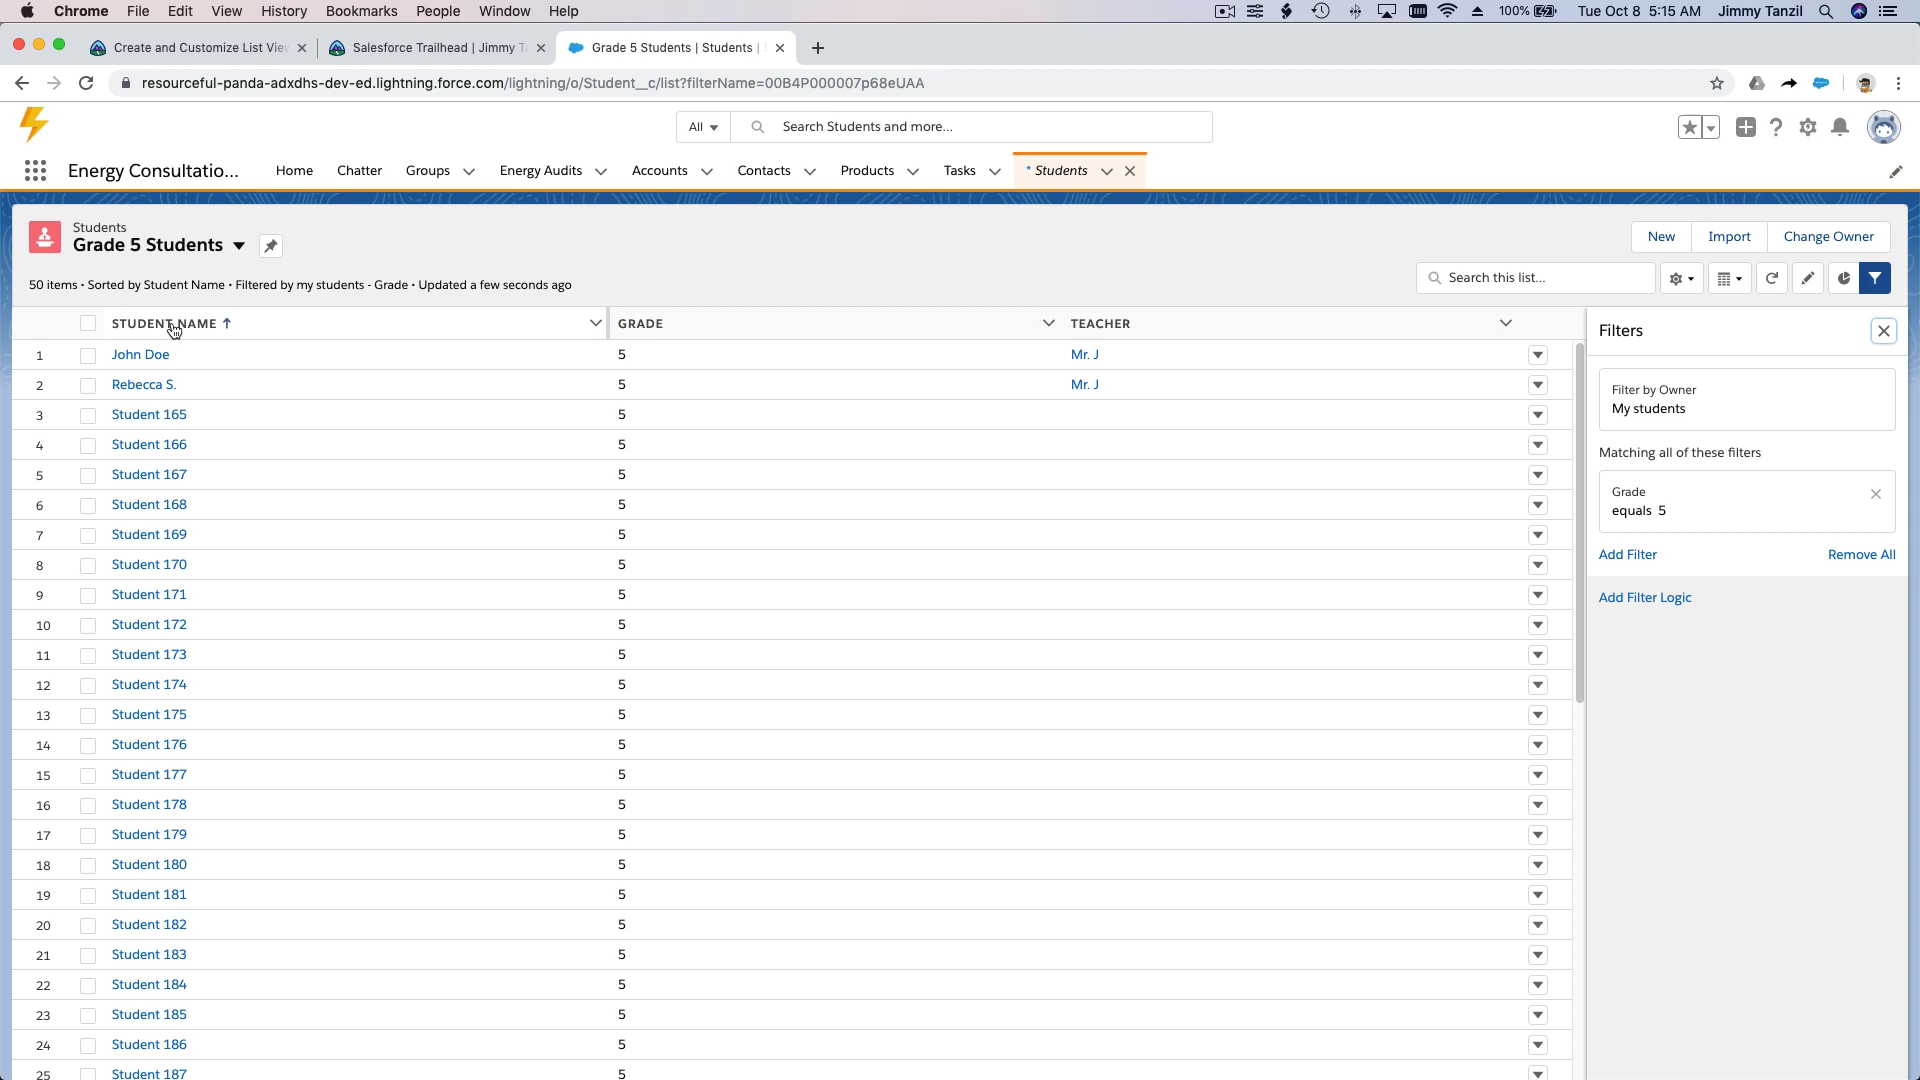 Chrome File Edit View History Bookmarks People Window Help 100% Tue Oct 8 5:15 AM Jimmy Tanzil
Create and Customize List Vie
Salesforce Trailhead | Jimmy T
Grade 5 Students | Students |
resourceful-panda-adxdhs-dev-ed.lightning.force.com/lightning/o/Student__c/list?filterName=00B4P000007p68eUAA
All Search Students and more...
Energy Consultatio... Home Chatter Groups Energy Audits Accounts Contacts Products Tasks * Students
Students
Grade 5 Students
New Import Change Owner
50 items • Sorted by Student Name • Filtered by my students - Grade • Updated a few seconds ago
Search this list...
STUDENT NAME GRADE TEACHER
1 John Doe 5 Mr. J
2 Rebecca S. 5 Mr. J
3 Student 165 5
4 Student 166 5
5 Student 167 5
6 Student 168 5
7 Student 169 5
8 Student 170 5
9 Student 171 5
10 Student 172 5
11 Student 173 5
12 Student 174 5
13 Student 175 5
14 Student 176 5
15 Student 177 5
16 Student 178 5
17 Student 179 5
18 Student 180 5
19 Student 181 5
20 Student 182 5
21 Student 183 5
22 Student 184 5
23 Student 185 5
24 Student 186 5
25 Student 187 5
Filters
Filter by Owner
My students
Matching all of these filters
Grade
equals 5
Add Filter Remove All
Add Filter Logic